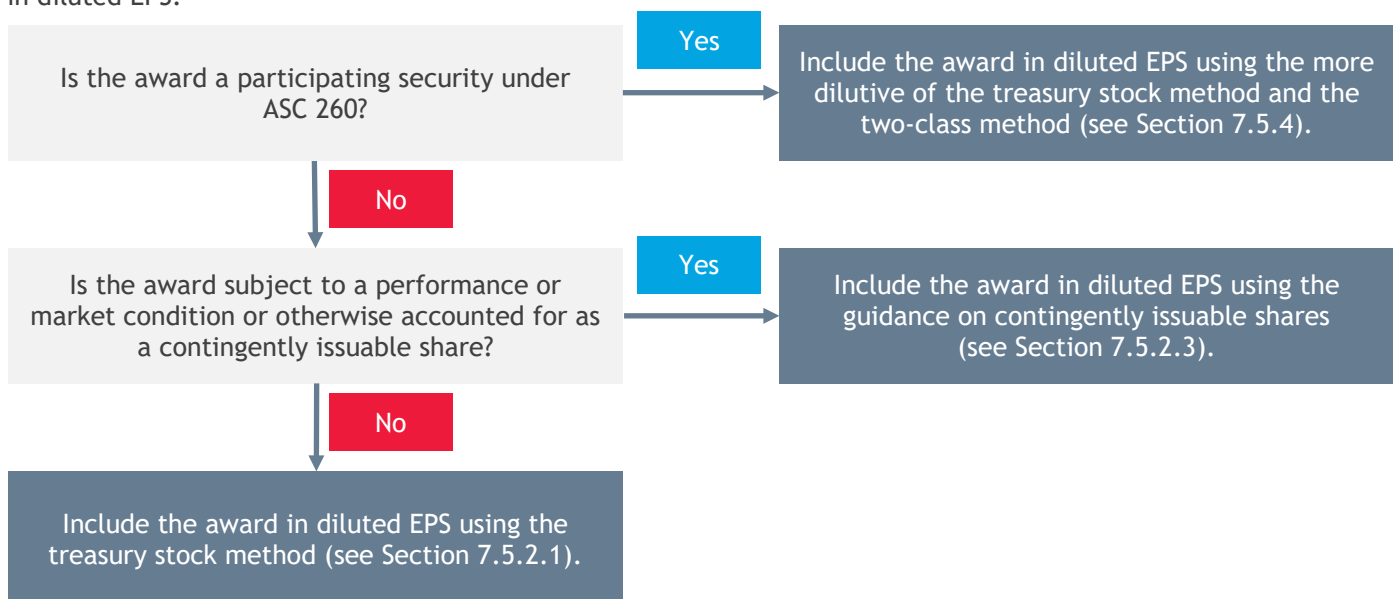 in diluted EPS.
Is the award a participating security under
ASC 260?
Yes
Include the award in diluted EPS using the more
dilutive of the treasury stock method and the
two-class method (see Section 7.5.4).
No
Is the award subject to a performance or
market condition or otherwise accounted for as
a contingently issuable share?
Yes
Include the award in diluted EPS using the
guidance on contingently issuable shares
(see Section 7.5.2.3).
No
Include the award in diluted EPS using the
treasury stock method (see Section 7.5.2.1).